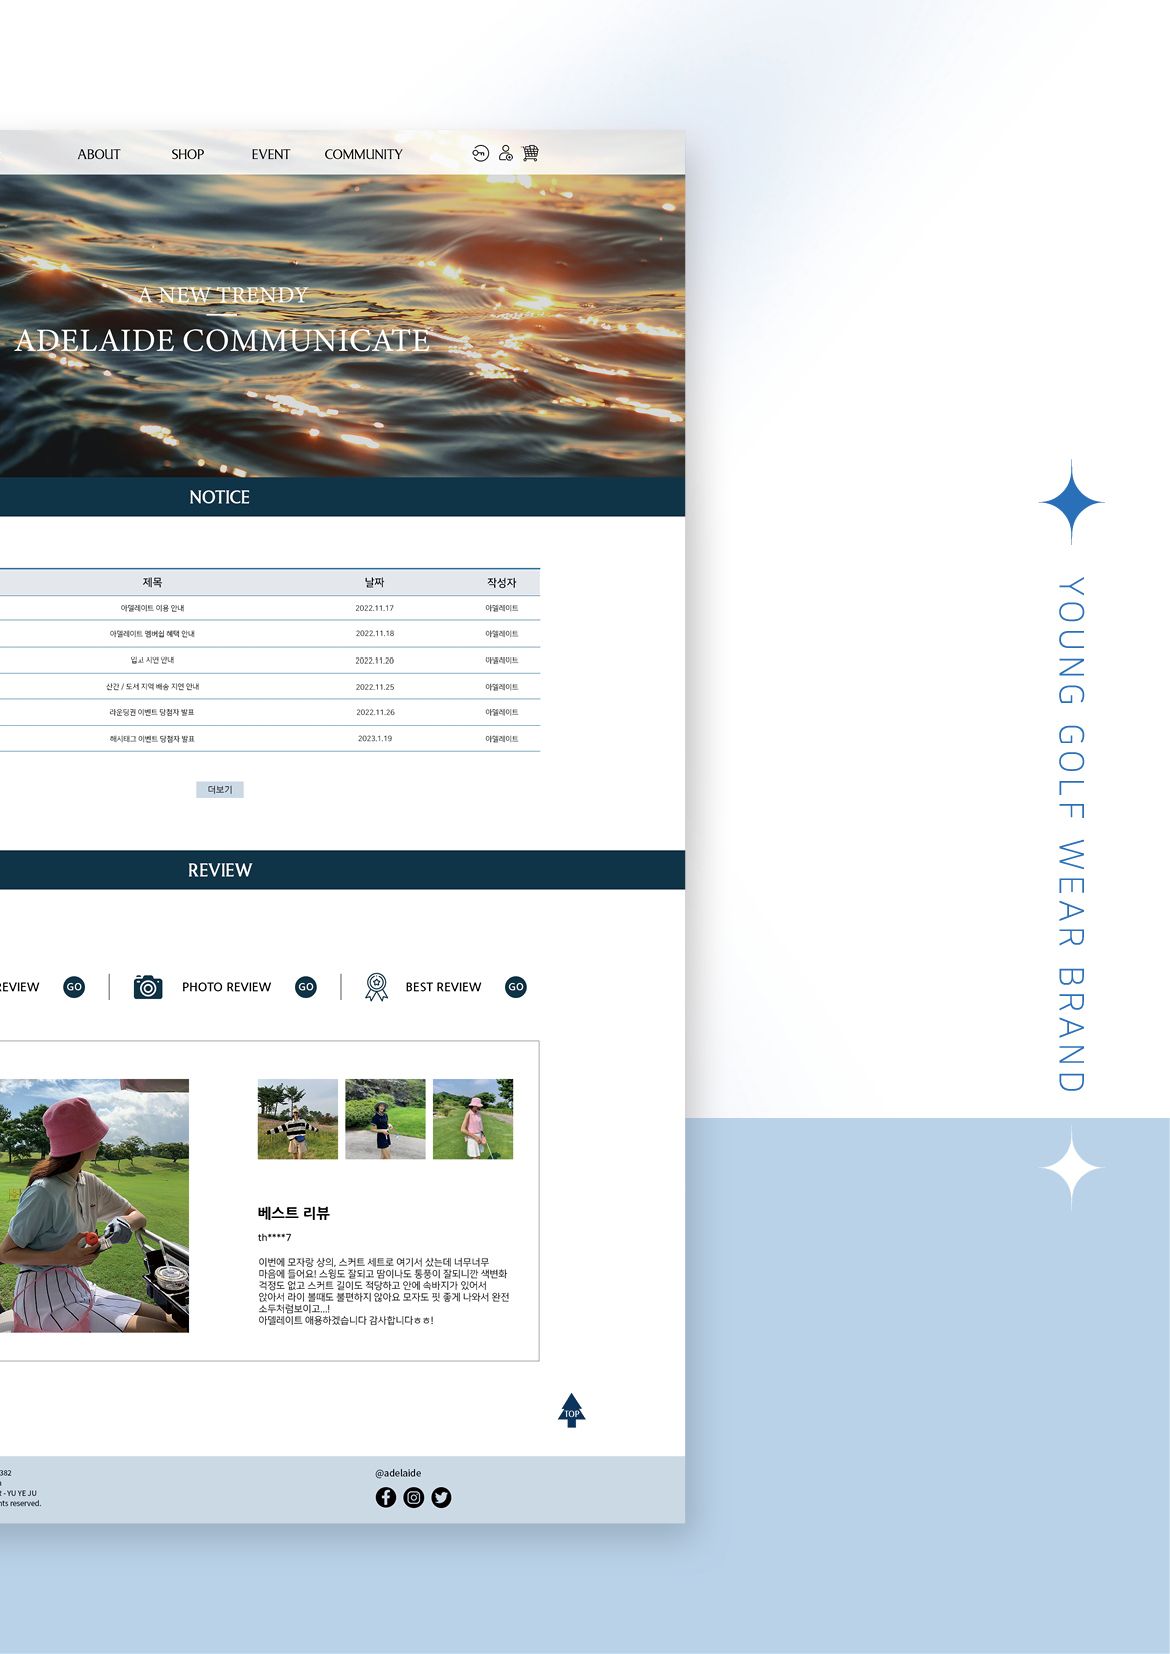 ABOUT SHOP EVENT COMMUNITY
A NEW TRENDY
ADELAIDE COMMUNICATE
NOTICE
제목 날짜 작성자
아델레이트 이용 안내 2022.11.17 아델레이트
아델레이트 멤버쉽 혜택 안내 2022.11.18 아델레이트
입고 지연 안내 2022.11.20 아델레이트
산간 / 도서 지역 배송 지연 안내 2022.11.25 아델레이트
라운딩권 이벤트 당첨자 발표 2022.11.26 아델레이트
해시태그 이벤트 당첨자 발표 2023.1.19 아델레이트
더보기
REVIEW
REVIEW GO PHOTO REVIEW GO BEST REVIEW GO
베스트 리뷰
th****7
이번에 모자랑 상의, 스커트 세트로 여기서 샀는데 너무너무
마음에 들어요! 스윙도 잘되고 땀이나도 통풍이 잘되니깐 색변화
걱정도 없고 스커트 길이도 적당하고 안에 속바지가 있어서
앉아서 라이 볼때도 불편하지 않아요 모자도 핏 좋게 나와서 완전
소두처럼보이고...!
아델레이트 애용하겠습니다 감사합니다ㅎㅎ!
TOP
382
- YU YE JU
nts reserved.
@adelaide
YOUNG GOLF WEAR BRAND